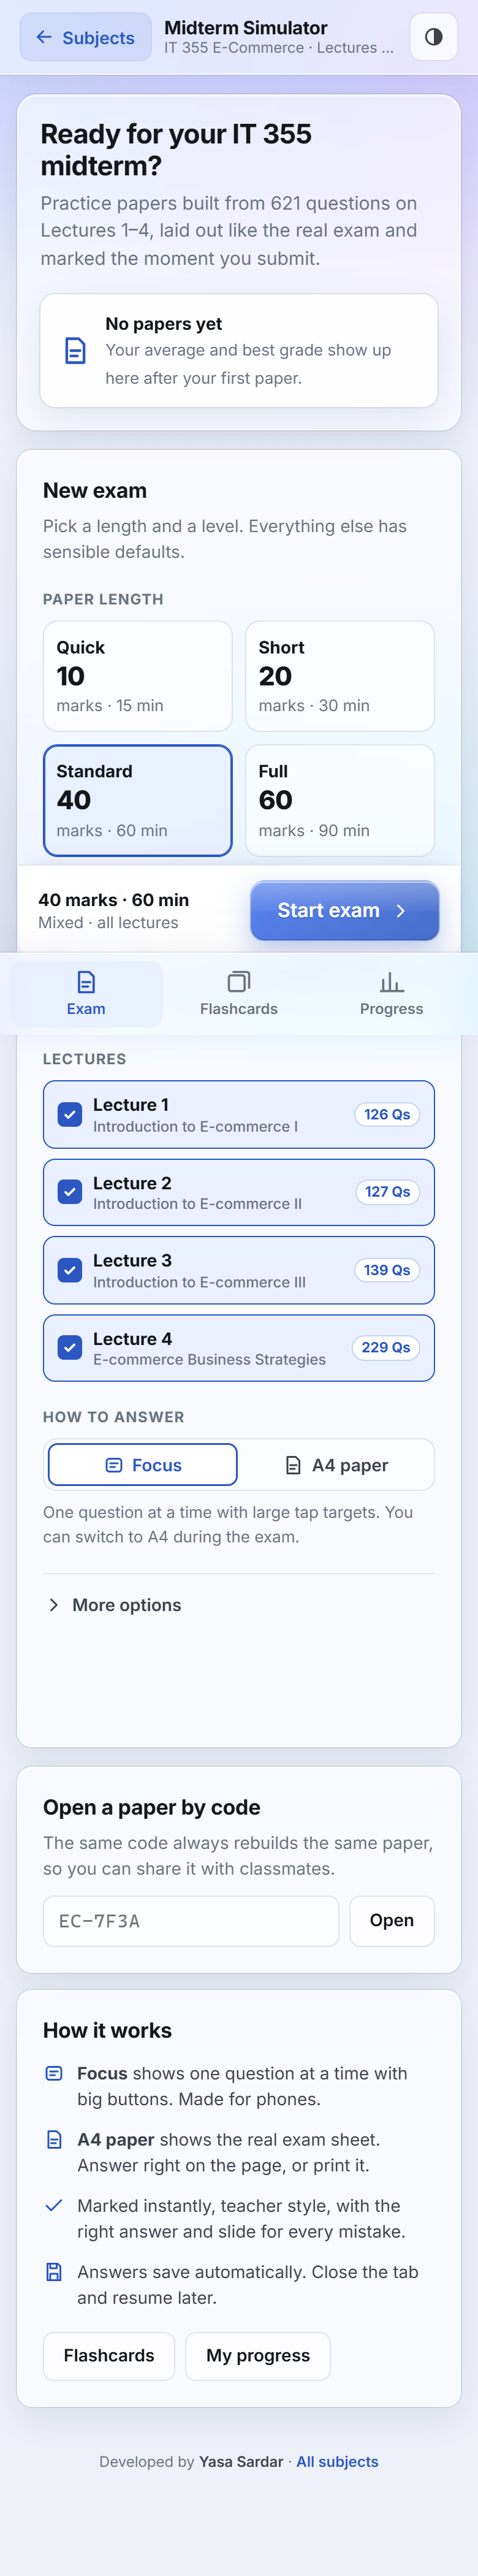 Subjects
Midterm Simulator
IT 355 E-Commerce · Lectures ...
Ready for your IT 355
midterm?
Practice papers built from 621 questions on
Lectures 1–4, laid out like the real exam and
marked the moment you submit.
No papers yet
Your average and best grade show up
here after your first paper.
New exam
Pick a length and a level. Everything else has
sensible defaults.
PAPER LENGTH
Quick
10
marks · 15 min
Short
20
marks · 30 min
Standard
40
marks · 60 min
Full
60
marks · 90 min
40 marks · 60 min
Mixed · all lectures
Start exam
Exam
Flashcards
Progress
LECTURES
Lecture 1
Introduction to E-commerce I
126 Qs
Lecture 2
Introduction to E-commerce II
127 Qs
Lecture 3
Introduction to E-commerce III
139 Qs
Lecture 4
E-commerce Business Strategies
229 Qs
HOW TO ANSWER
Focus
A4 paper
One question at a time with large tap targets. You
can switch to A4 during the exam.
More options
Open a paper by code
The same code always rebuilds the same paper,
so you can share it with classmates.
EC-7F3A
Open
How it works
Focus shows one question at a time with
big buttons. Made for phones.
A4 paper shows the real exam sheet.
Answer right on the page, or print it.
Marked instantly, teacher style, with the
right answer and slide for every mistake.
Answers save automatically. Close the tab
and resume later.
Flashcards
My progress
Developed by Yasa Sardar · All subjects